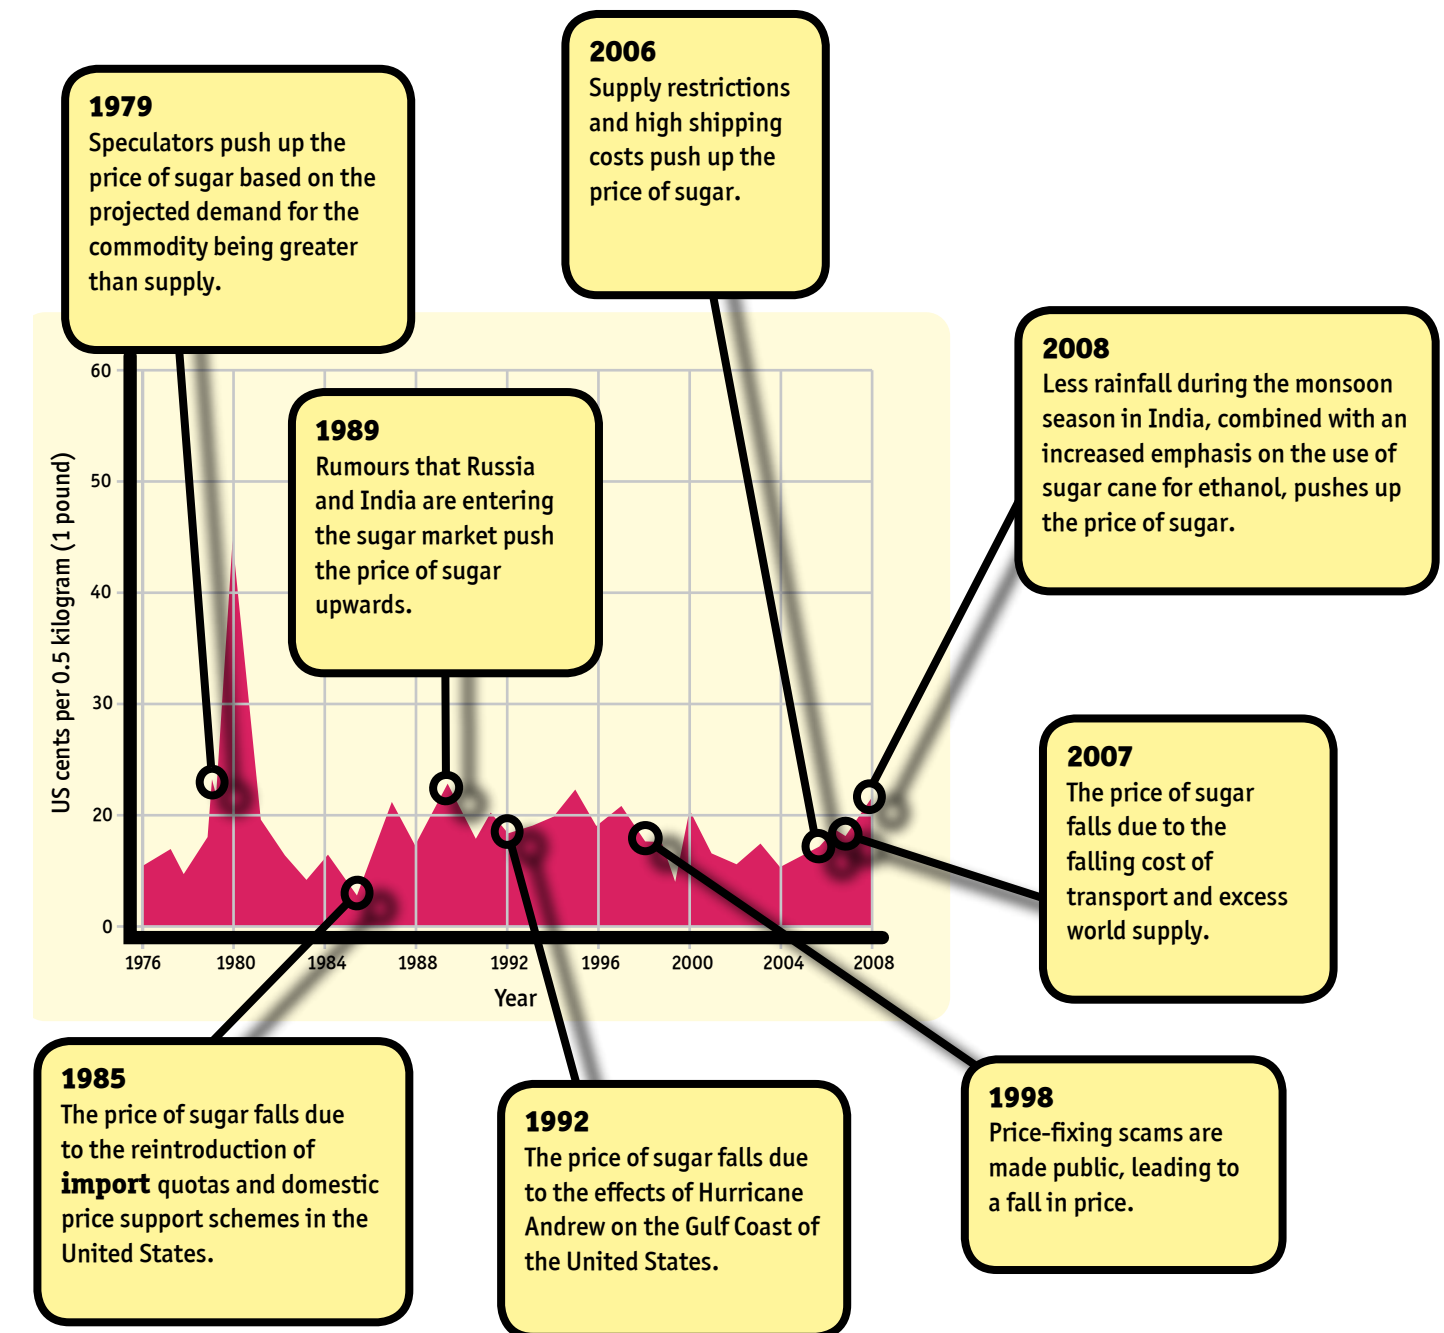 1979
Speculators push up the
price of sugar based on the
projected demand for the
commodity being greater
than supply.
2006
Supply restrictions
and high shipping
costs push up the
price of sugar.
2008
Less rainfall during the monsoon
season in India, combined with an
increased emphasis on the use of
sugar cane for ethanol, pushes up
the price of sugar.
1989
Rumours that Russia
and India are entering
the sugar market push
the price of sugar
upwards.
2007
The price of sugar
falls due to the
falling cost of
transport and excess
world supply.
US cents per 0.5 kilogram (1 pound)
60
50
40
30
20
10
0
1976 1980 1984 1988 1992 1996 2000 2004 2008
Year
1985
The price of sugar falls due
to the reintroduction of
import quotas and domestic
price support schemes in the
United States.
1992
The price of sugar falls due
to the effects of Hurricane
Andrew on the Gulf Coast of
the United States.
1998
Price-fixing scams are
made public, leading to
a fall in price.